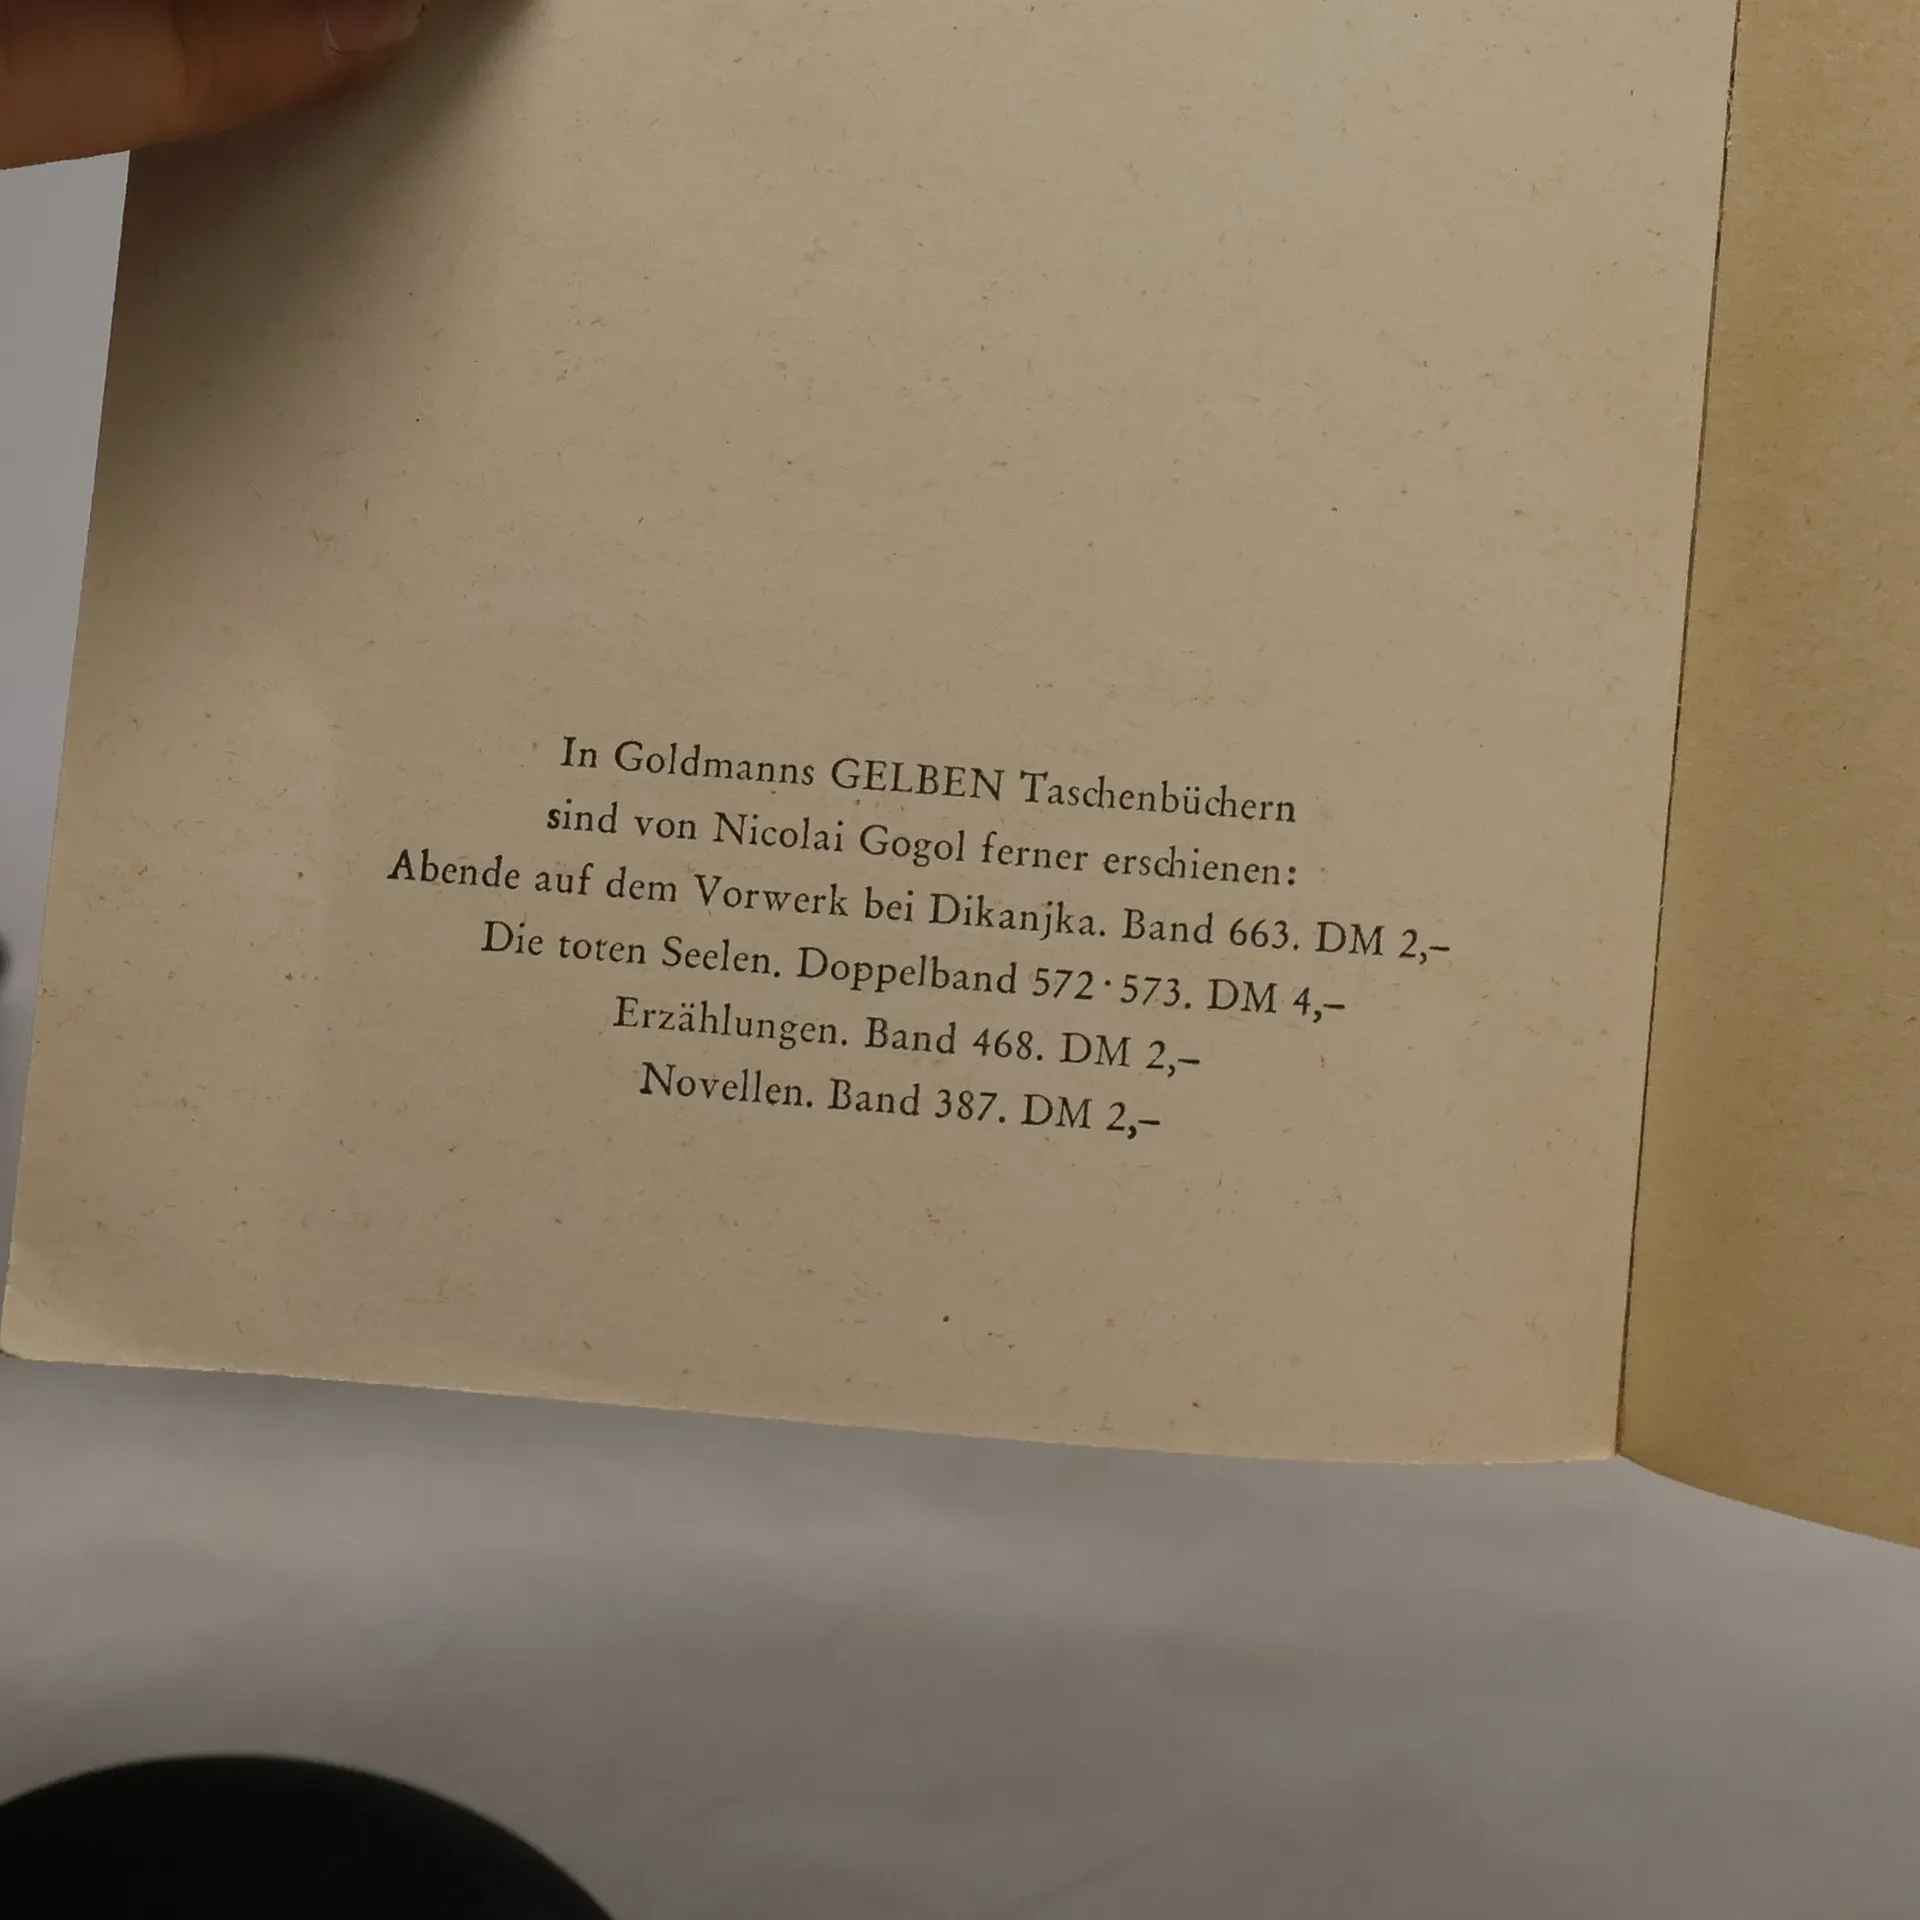 In Goldmanns GELBEN Taschenbüchern
sind von Nicolai Gogol ferner erschienen:
Abende auf dem Vorwerk bei Dikanjka. Band 663. DM 2,–
Die toten Seelen. Doppelband 572 · 573. DM 4,–
Erzählungen. Band 468. DM 2,–
Novellen. Band 387. DM 2,–